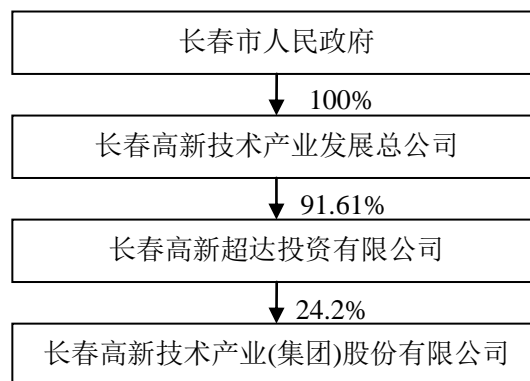 长春市人民政府
100%
长春高新技术产业发展总公司
91.61%
长春高新超达投资有限公司
24.2%
长春高新技术产业(集团)股份有限公司